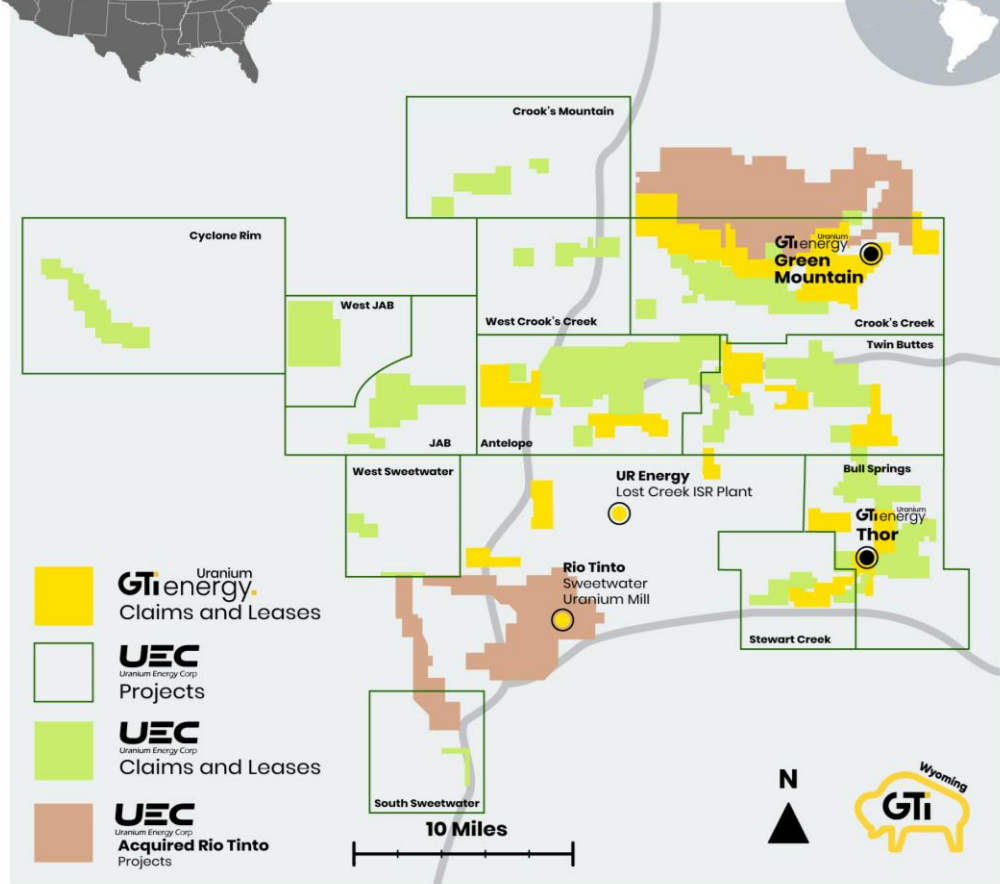 Crook's Mountain
Cyclone Rim
Uranium
GTi energy
Green
Mountain
West JAB
West Crook's Creek
Crook's Creek
Twin Buttes
JAB
Antelope
West Sweetwater
Bull Springs
UR Energy
Lost Creek ISR Plant
Uranium
GTi energy
Thor
Rio Tinto
Sweetwater
Uranium Mill
Stewart Creek
South Sweetwater
Uranium
GTi energy.
Claims and Leases
UEC
Uranium Energy Corp
Projects
UEC
Uranium Energy Corp
Claims and Leases
UEC
Uranium Energy Corp
Acquired Rio Tinto
Projects
10 Miles
N
Wyoming
GTi